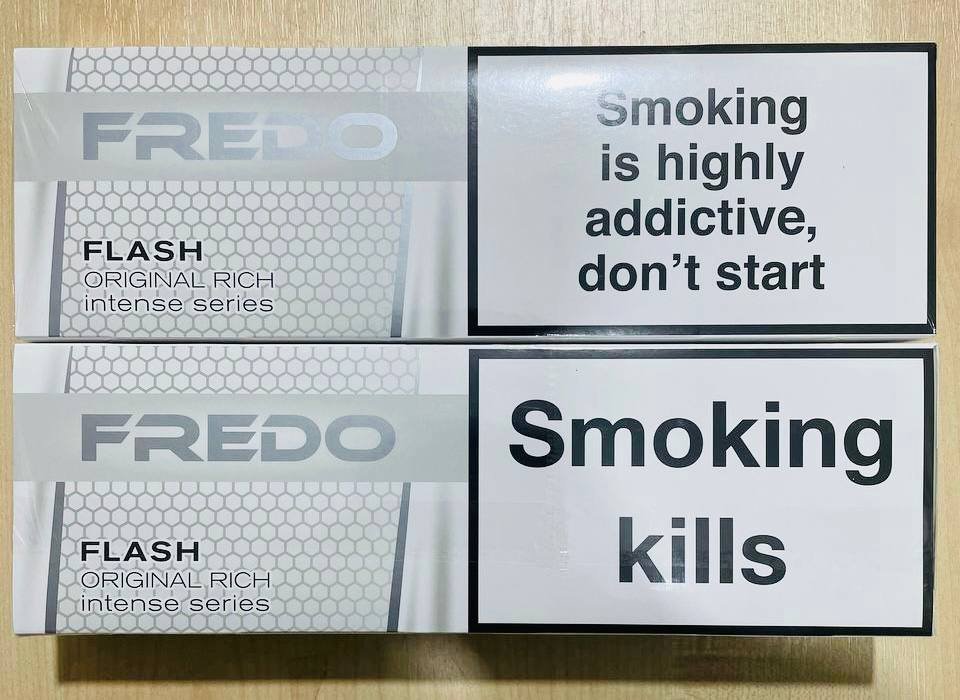 FREDO
FLASH
ORIGINAL RICH
intense series
Smoking
is highly
addictive,
don't start
FREDO
FLASH
ORIGINAL RICH
intense series
Smoking
kills